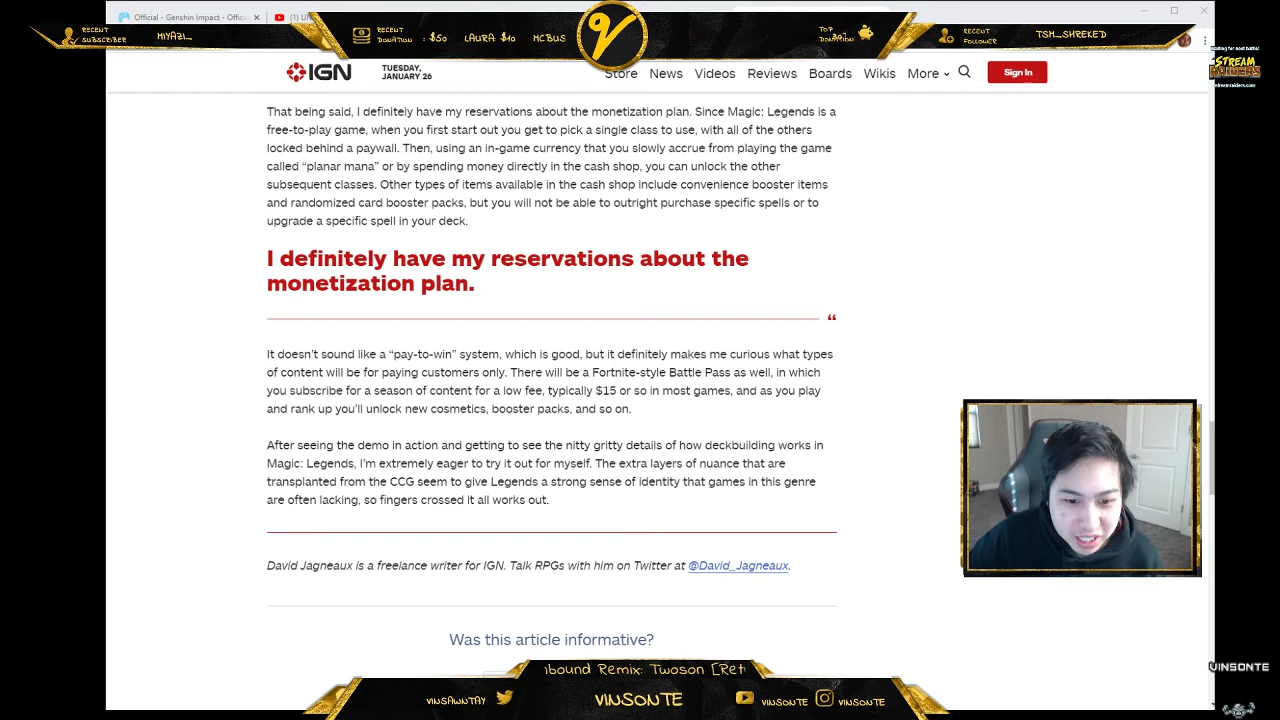 Official - Genshin Impact - Offic
(1) UN
RECENT SUBSCRIBER
MIYAZI_
RECENT DONATION
: $50 LAURA $10 MCBUS
TOP DONATION
RECENT FOLLOWER
TSM_SHREKED
Waiting for next battle!
STREAM RAIDERS
streamraiders.com
IGN
TUESDAY,
JANUARY 26
Store News Videos Reviews Boards Wikis More
Sign In
That being said, I definitely have my reservations about the monetization plan. Since Magic: Legends is a
free-to-play game, when you first start out you get to pick a single class to use, with all of the others
locked behind a paywall. Then, using an in-game currency that you slowly accrue from playing the game
called “planar mana” or by spending money directly in the cash shop, you can unlock the other
subsequent classes. Other types of items available in the cash shop include convenience booster items
and randomized card booster packs, but you will not be able to outright purchase specific spells or to
upgrade a specific spell in your deck.
I definitely have my reservations about the
monetization plan.
It doesn’t sound like a “pay-to-win” system, which is good, but it definitely makes me curious what types
of content will be for paying customers only. There will be a Fortnite-style Battle Pass as well, in which
you subscribe for a season of content for a low fee, typically $15 or so in most games, and as you play
and rank up you’ll unlock new cosmetics, booster packs, and so on.
After seeing the demo in action and getting to see the nitty gritty details of how deckbuilding works in
Magic: Legends, I’m extremely eager to try it out for myself. The extra layers of nuance that are
transplanted from the CCG seem to give Legends a strong sense of identity that games in this genre
are often lacking, so fingers crossed it all works out.
David Jagneaux is a freelance writer for IGN. Talk RPGs with him on Twitter at @David_Jagneaux.
Was this article informative?
ınbound Remix: Twoson [Ret
VINSAWNTAY
VINSONTE
VINSONTE
VINSONTE
VINSONTE